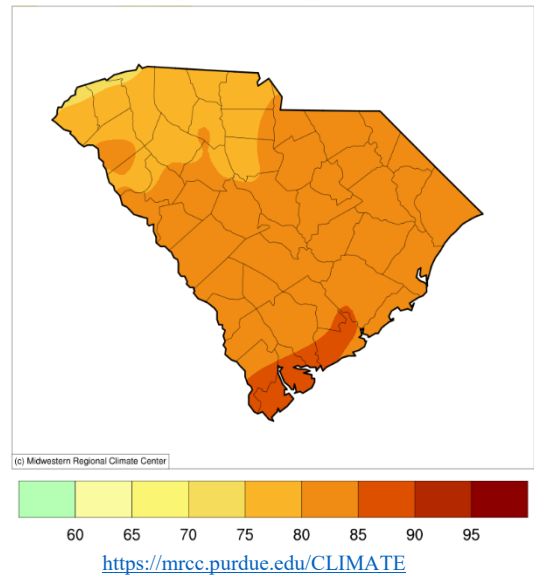 (c) Midwestern Regional Climate Center
60 65 70 75 80 85 90 95
https://mrcc.purdue.edu/CLIMATE